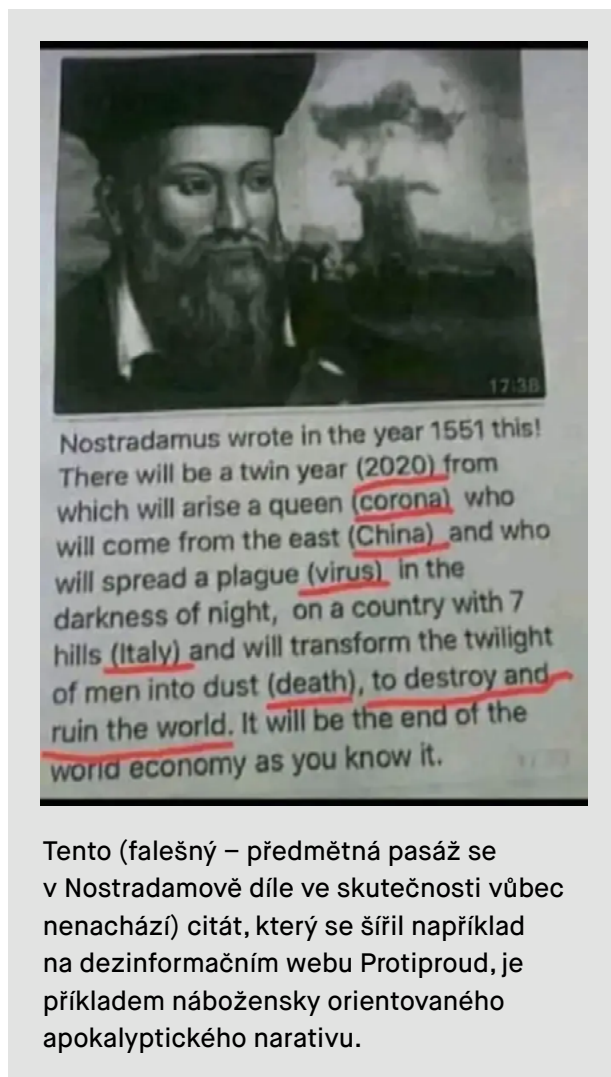 17:38
Nostradamus wrote in the year 1551 this!
There will be a twin year (2020) from
which will arise a queen (corona) who
will come from the east (China) and who
will spread a plague (virus) in the
darkness of night, on a country with 7
hills (Italy) and will transform the twilight
of men into dust (death), to destroy and
ruin the world. It will be the end of the
world economy as you know it.
Tento (falešný – předmětná pasáž se
v Nostradamově díle ve skutečnosti vůbec
nenachází) citát, který se šířil například
na dezinformačním webu Protiproud, je
příkladem nábožensky orientovaného
apokalyptického narativu.